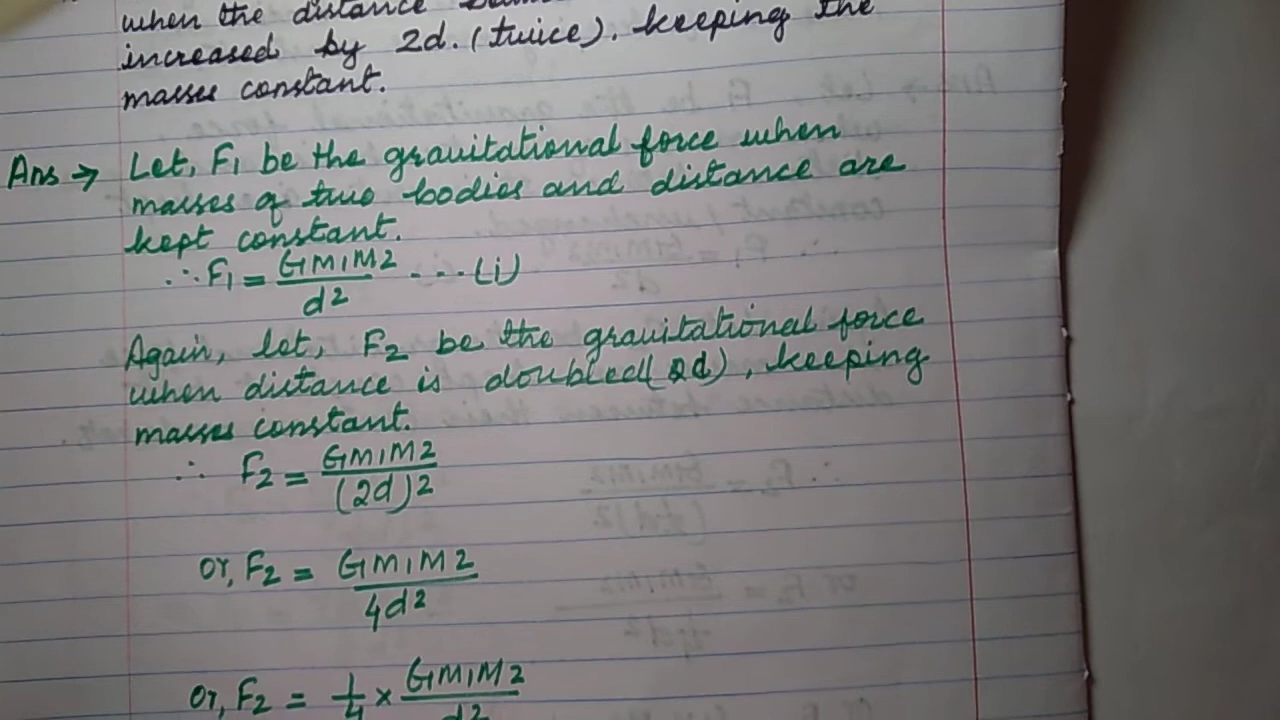 when the distance
increased by 2d. (twice). keeping the
masses constant.
Ans → Let, F1 be the gravitational force when
masses of two bodies and distance are
kept constant.
∴ F1 = GM1M2/d2 ... (i)
Again, let, F2 be the gravitational force
when distance is doubled(2d), keeping
masses constant.
∴ F2 = GM1M2/(2d)2
or, F2 = GM1M2/4d2
or, F2 = 1/4 × GM1M2/d2